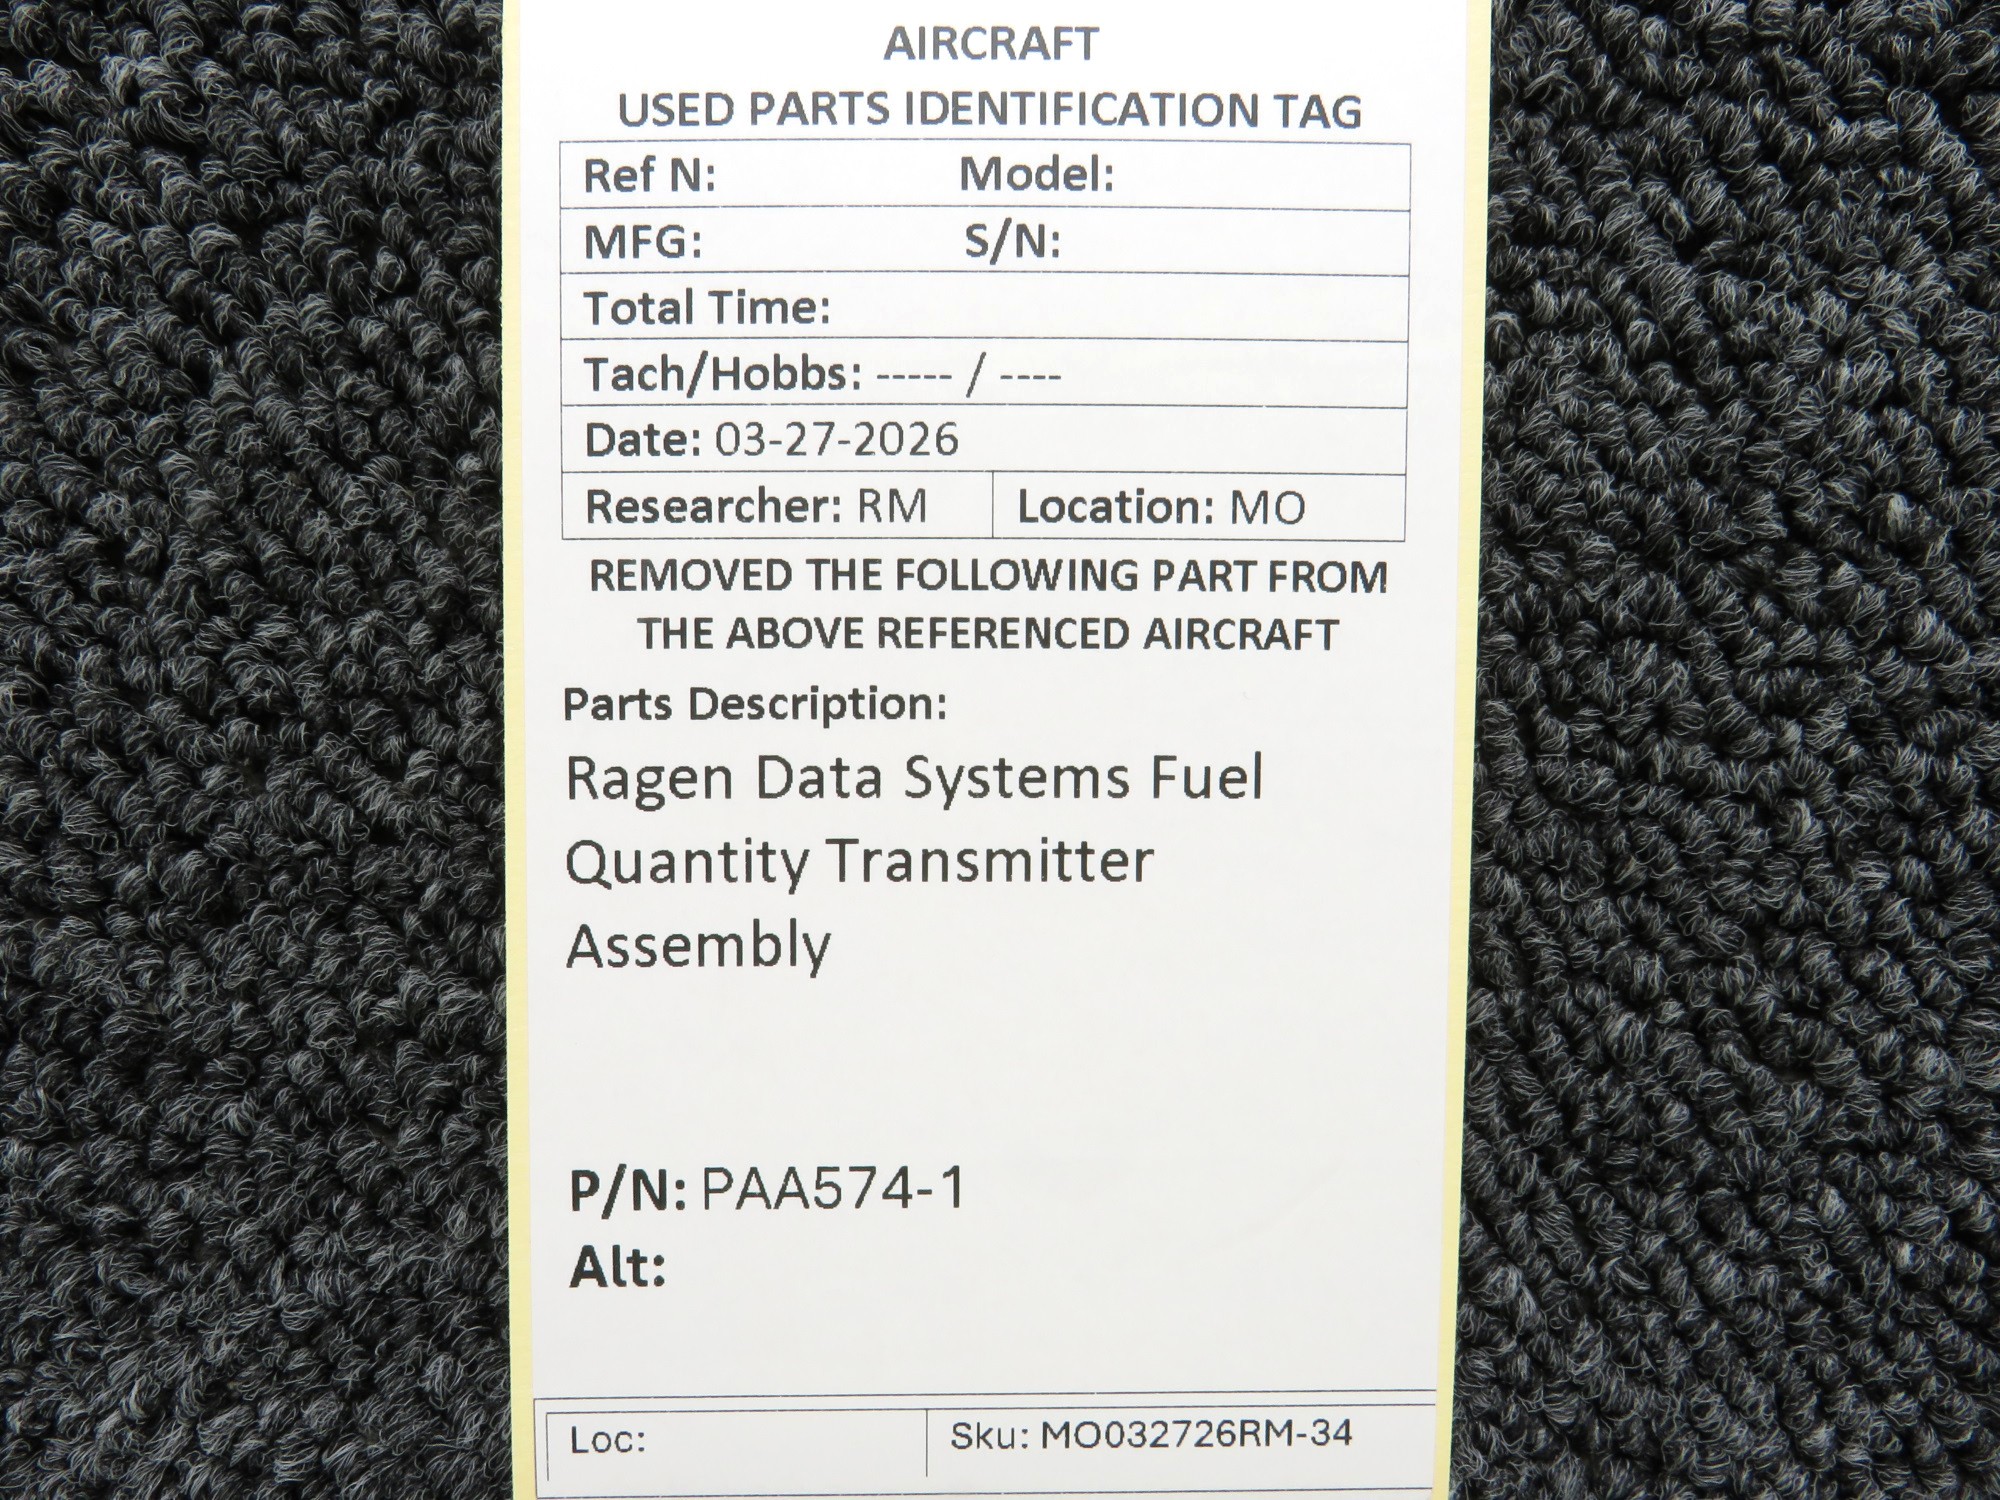 AIRCRAFT
USED PARTS IDENTIFICATION TAG
Ref N: Model:
MFG: S/N:
Total Time:
Tach/Hobbs: ----- / ----
Date: 03-27-2026
Researcher: RM Location: MO
REMOVED THE FOLLOWING PART FROM
THE ABOVE REFERENCED AIRCRAFT
Parts Description:
Ragen Data Systems Fuel
Quantity Transmitter
Assembly
P/N: PAA574-1
Alt:
Loc: Sku: MO032726RM-34